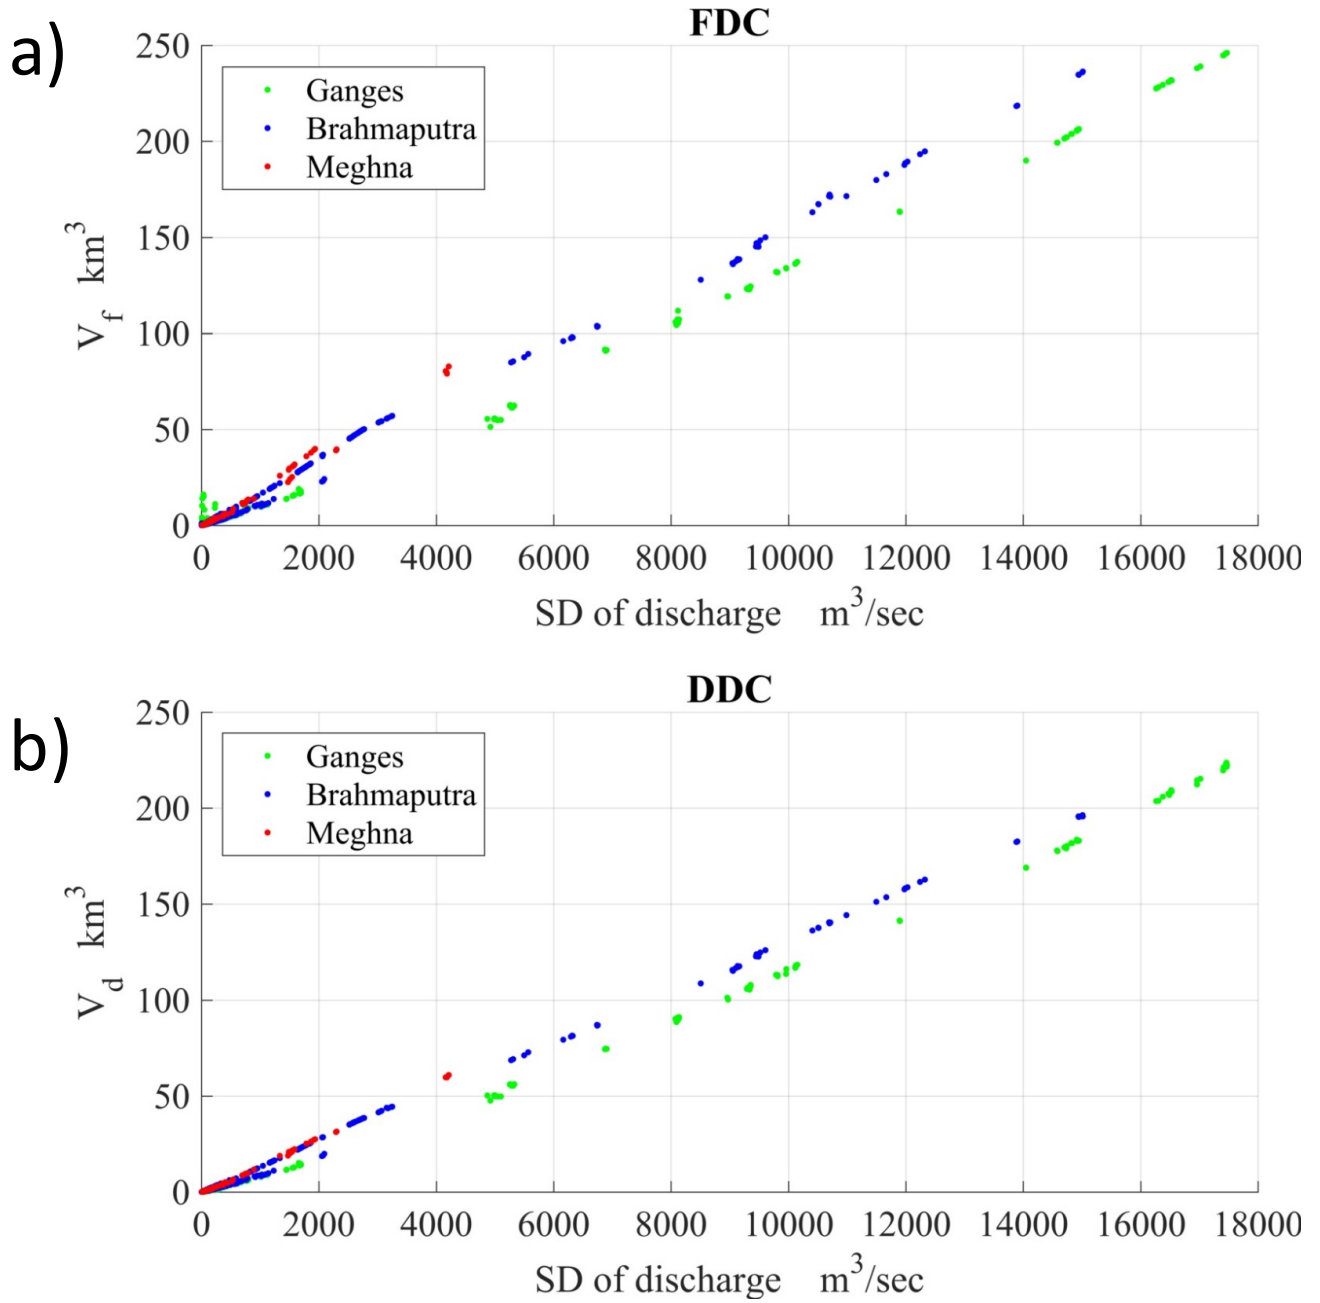 a)
FDC
250
200
150
100
50
0
V_f km^3
Ganges
Brahmaputra
Meghna
0 2000 4000 6000 8000 10000 12000 14000 16000 18000
SD of discharge m^3/sec
b)
DDC
250
200
150
100
50
0
V_d km^3
Ganges
Brahmaputra
Meghna
0 2000 4000 6000 8000 10000 12000 14000 16000 18000
SD of discharge m^3/sec